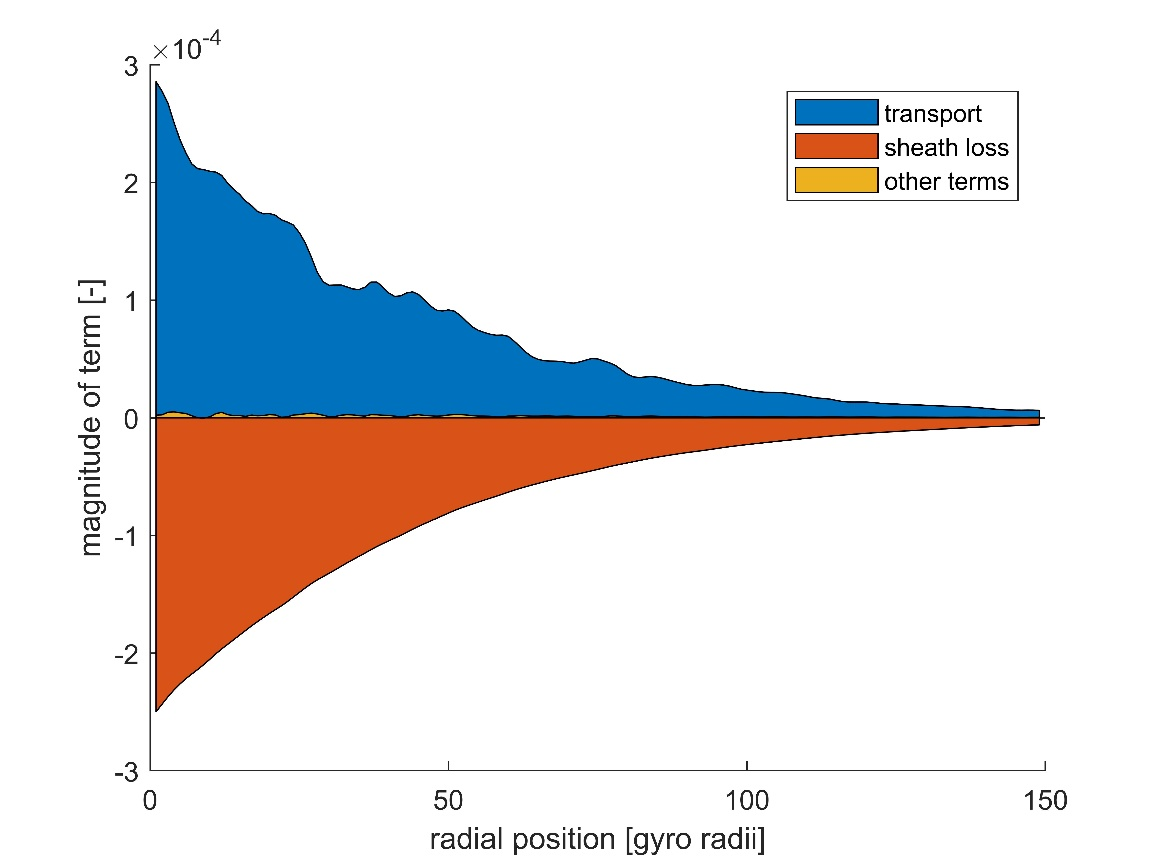 ×10⁻⁴
3
2
1
0
-1
-2
-3
magnitude of term [-]
transport
sheath loss
other terms
0 50 100 150
radial position [gyro radii]